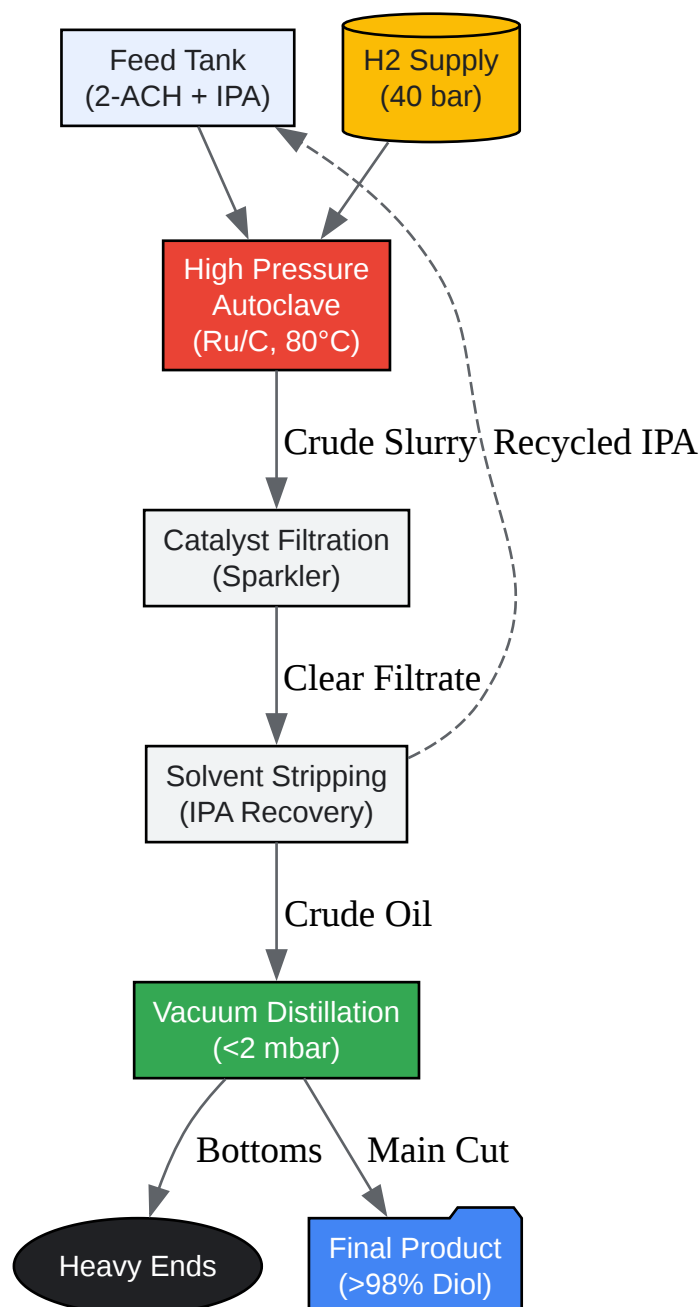 Feed Tank
(2-ACH + IPA)
H2 Supply
(40 bar)
High Pressure
Autoclave
(Ru/C, 80°C)
Crude Slurry
Recycled IPA
Catalyst Filtration
(Sparkler)
Clear Filtrate
Solvent Stripping
(IPA Recovery)
Crude Oil
Vacuum Distillation
(<2 mbar)
Bottoms
Main Cut
Heavy Ends
Final Product
(>98% Diol)